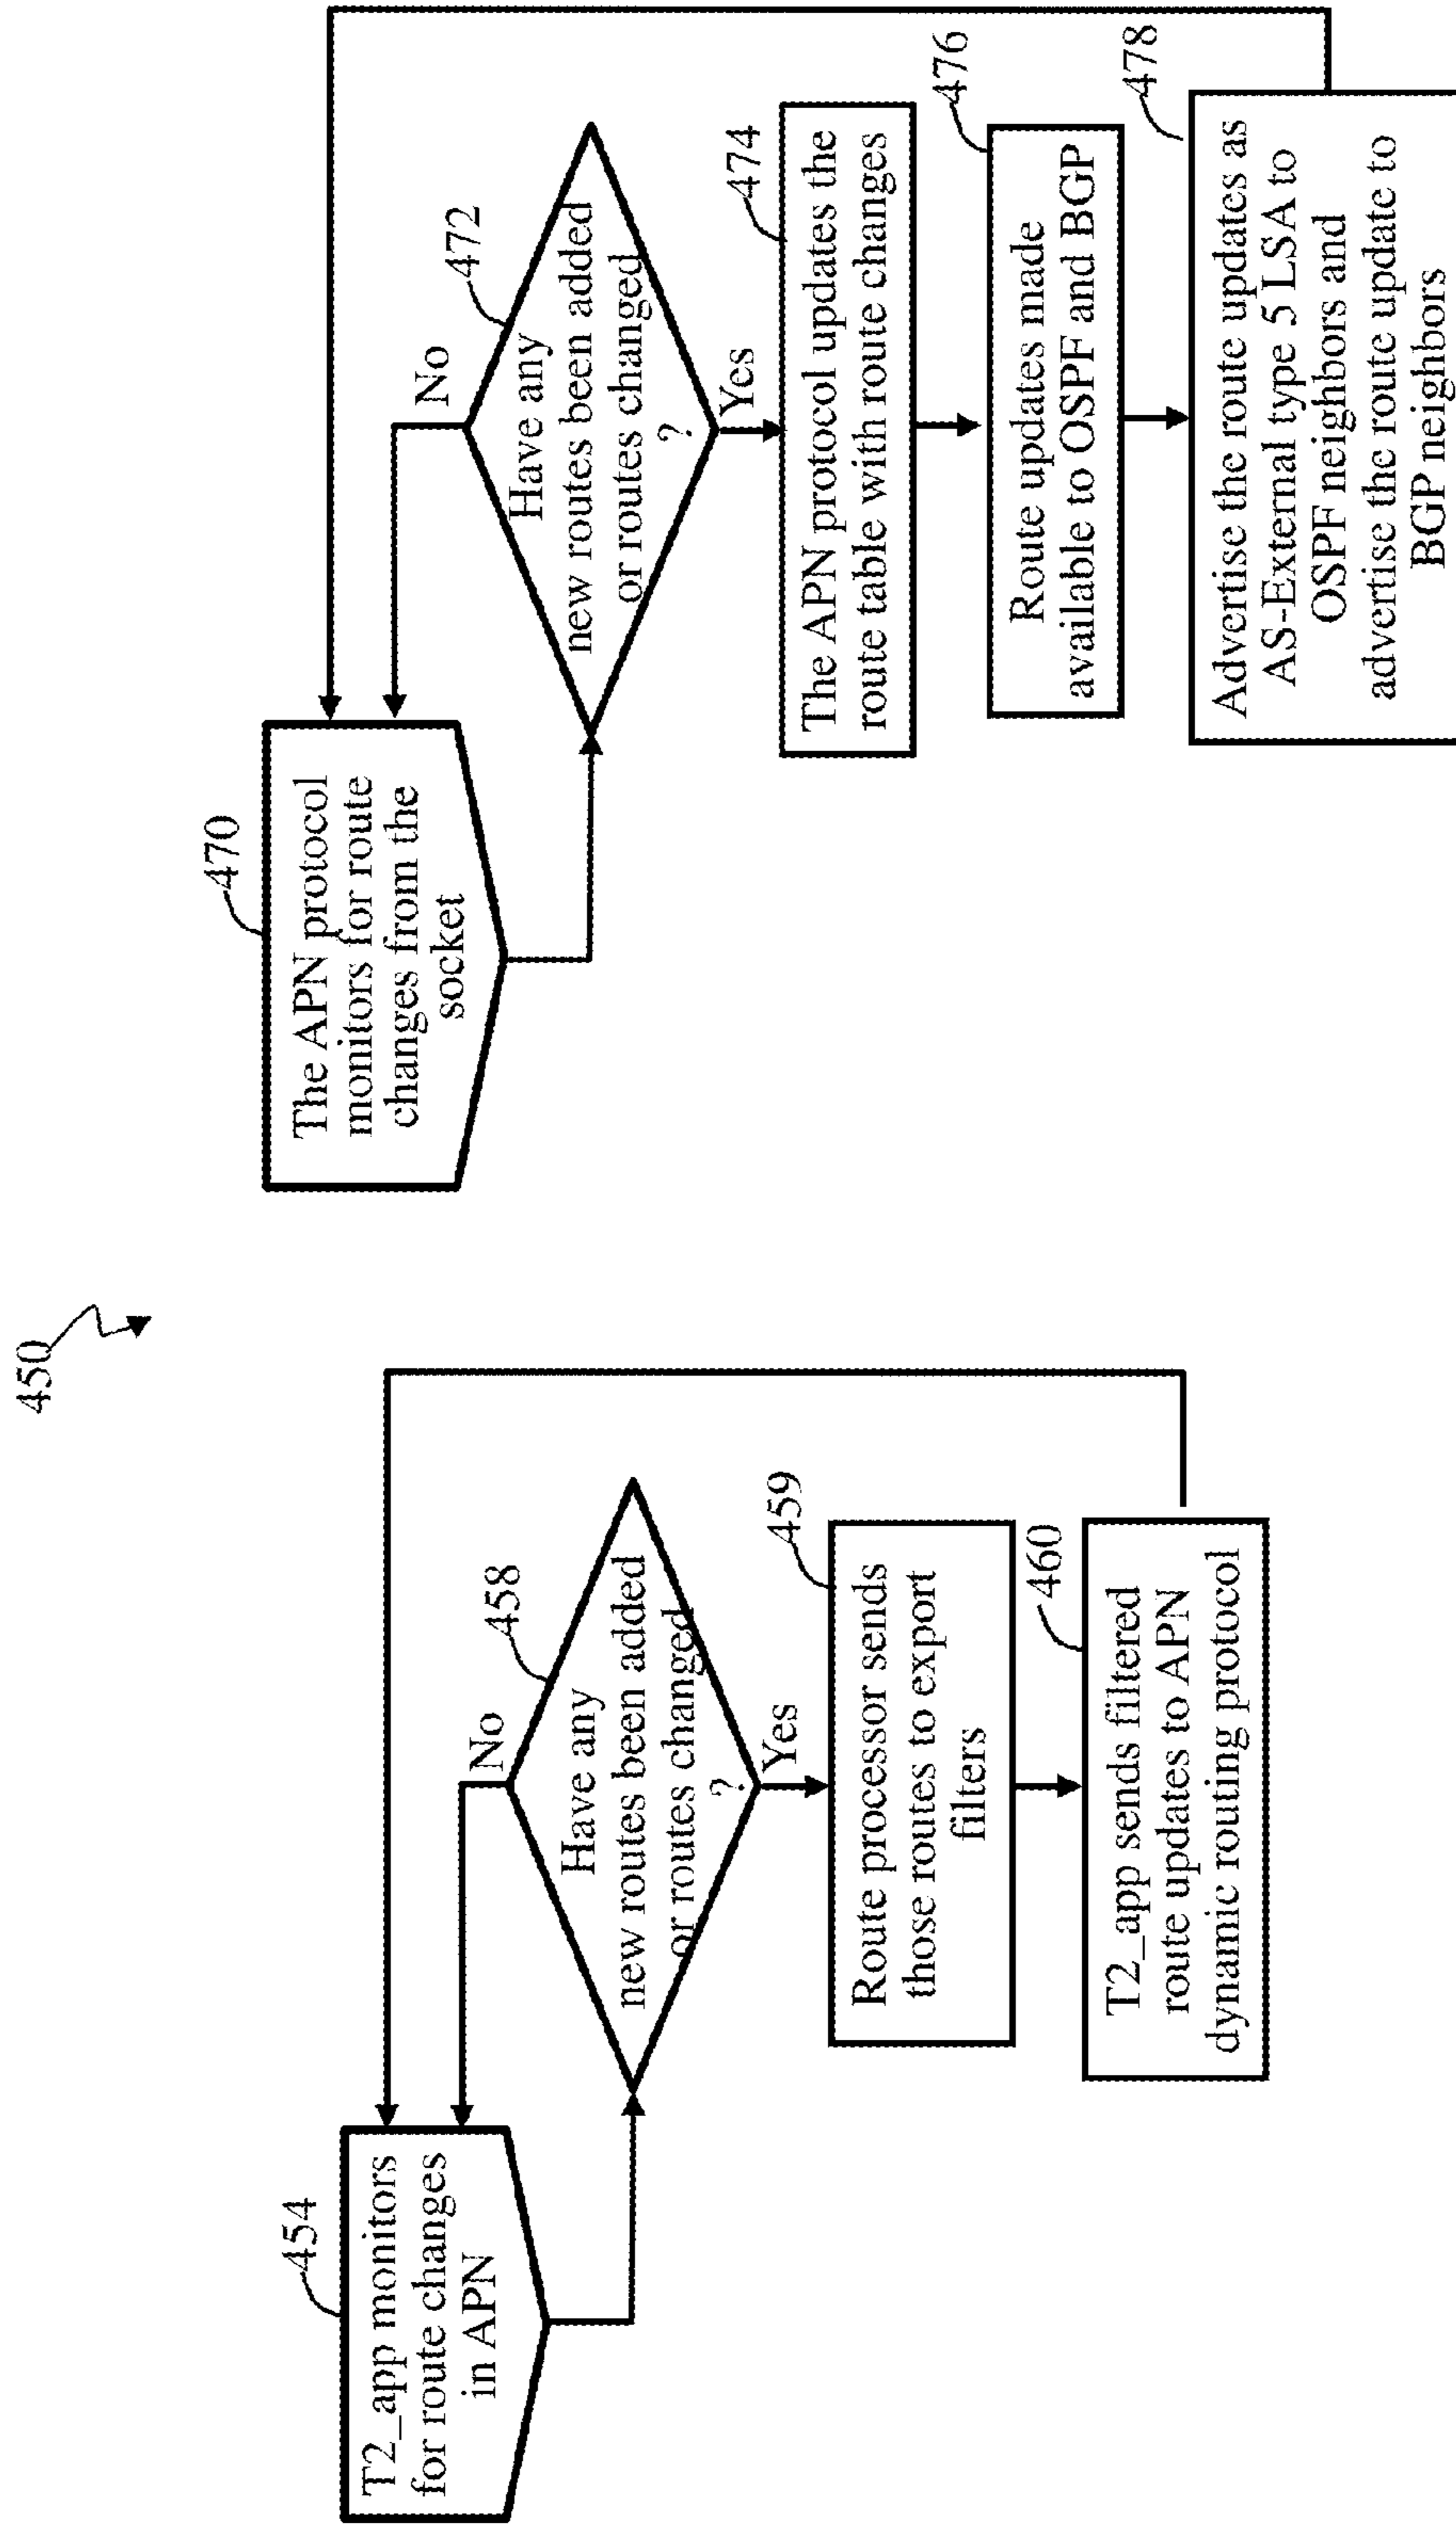 450
454
T2_app monitors
for route changes
in APN
458
Have any
new routes been added
or routes changed
?
No
Yes
459
Route processor sends
those routes to export
filters
460
T2_app sends filtered
route updates to APN
dynamic routing protocol
470
The APN protocol
monitors for route
changes from the
socket
472
Have any
new routes been added
or routes changed
?
No
Yes
474
The APN protocol updates the
route table with route changes
476
Route updates made
available to OSPF and BGP
478
Advertise the route updates as
AS-External type 5 LSA to
OSPF neighbors and
advertise the route update to
BGP neighbors